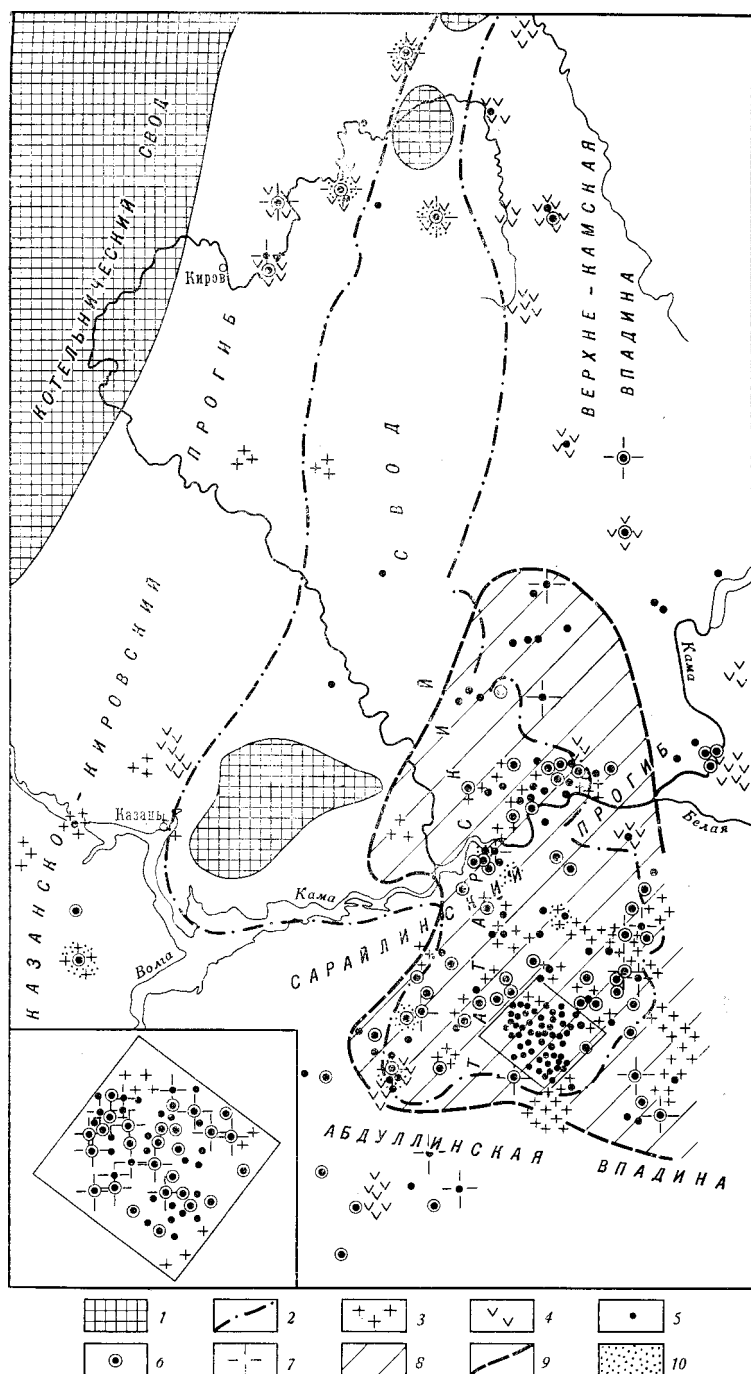 КОТЕЛЬНИЧЕСКИЙ СВОД
Киров
ПРОГИБ
ВЕРХНЕ-КАМСКАЯ
ВПАДИНА
СВОД
КАЗАНСКО-КИРОВСКИЙ
Казань
Кама
Волга
САРАЙЛИНСКИЙ
ПРОГИБ
ТАТАРСКИЙ
Кама
Белая
АБДУЛЛИНСКАЯ ВПАДИНА
1 2 3 4 5
6 7 8 9 10